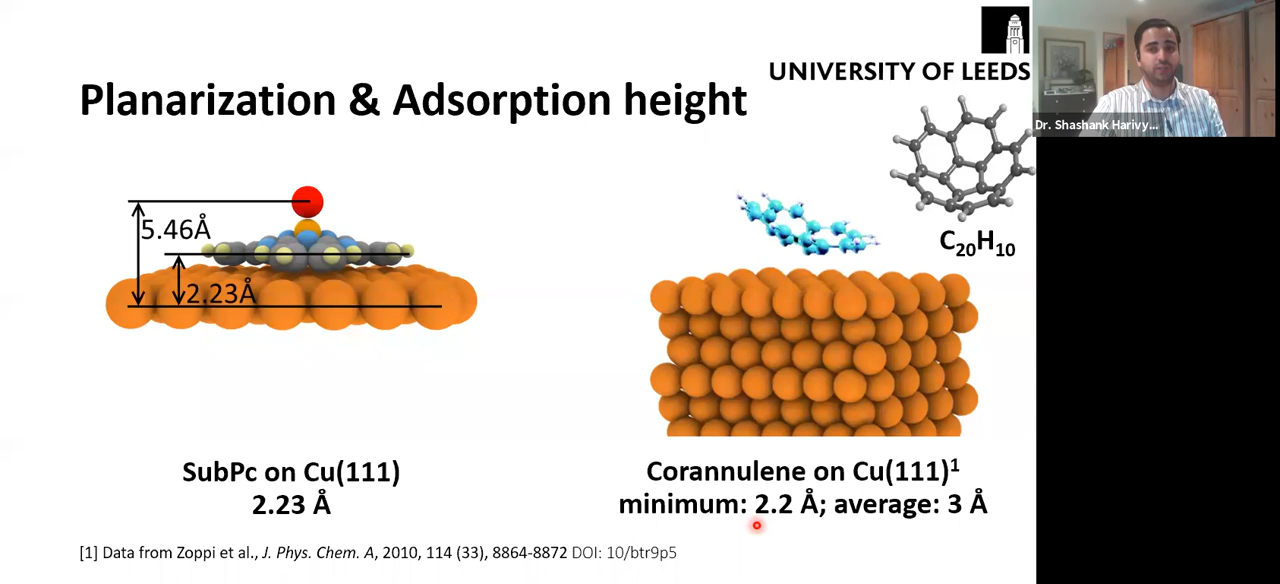 UNIVERSITY OF LEEDS
Planarization & Adsorption height
Dr. Shashank Harivy...
5.46Å
2.23Å
C20H10
SubPc on Cu(111)
2.23 Å
Corannulene on Cu(111)1
minimum: 2.2 Å; average: 3 Å
[1] Data from Zoppi et al., J. Phys. Chem. A, 2010, 114 (33), 8864-8872 DOI: 10/btr9p5